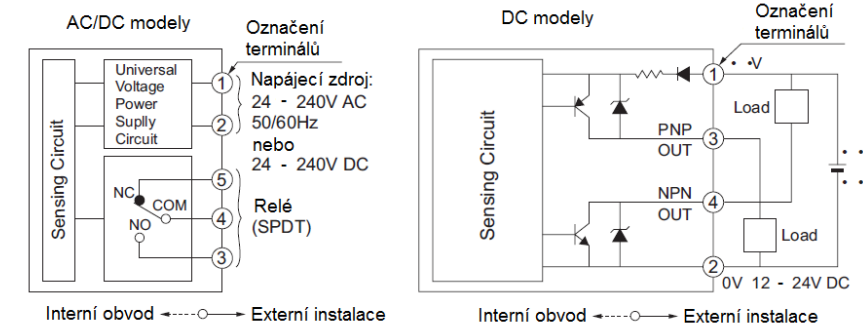 AC/DC modely
Označení
terminálů
Universal
Voltage
Power
Suplly
Circuit
Sensing Circuit
1
2
Napájecí zdroj:
24 - 240V AC
50/60Hz
nebo
24 - 240V DC
NC
COM
NO
5
4
3
Relé
(SPDT)
Interní obvod
Externí instalace
DC modely
Označení
terminálů
Sensing Circuit
1
V
Load
PNP
OUT
3
NPN
OUT
4
Load
2
0V 12 - 24V DC
Interní obvod
Externí instalace